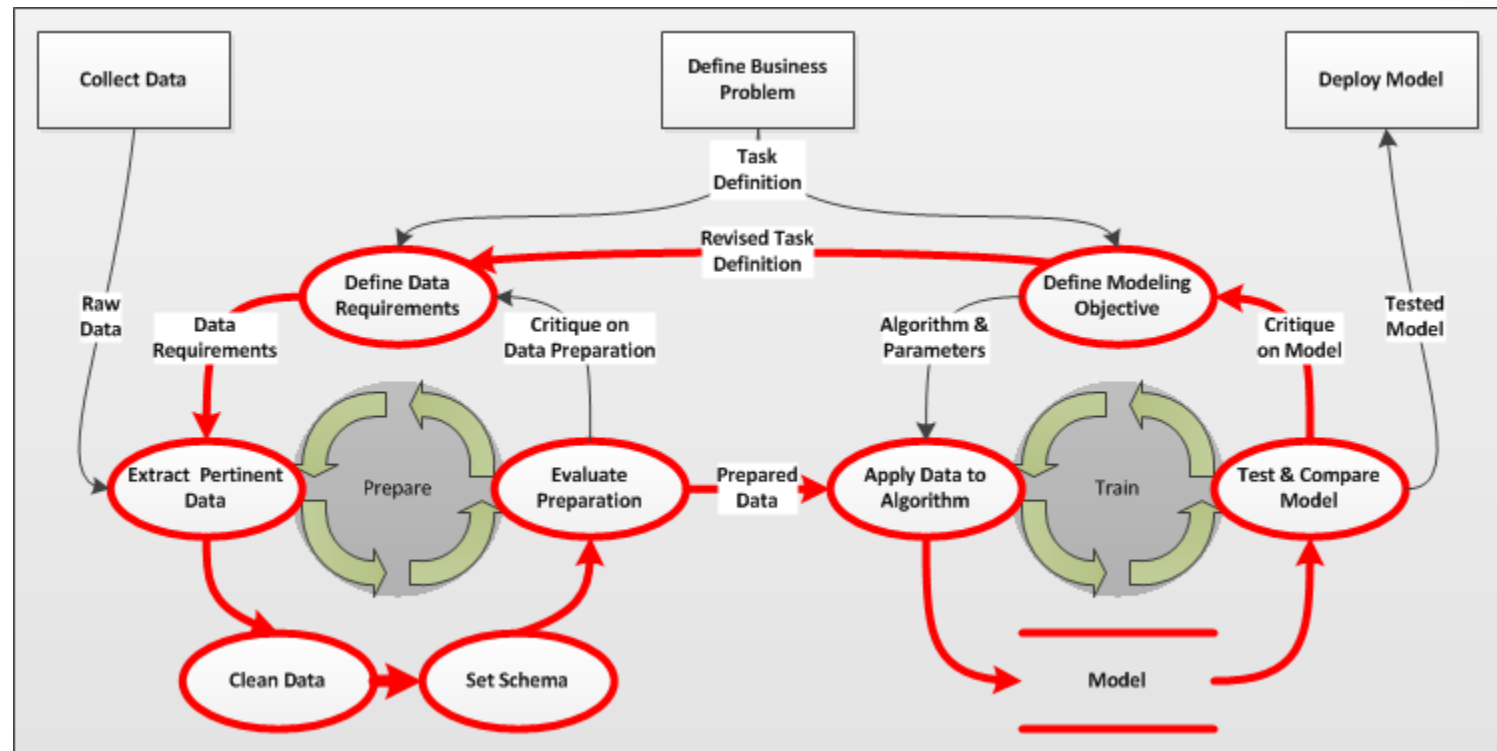 Collect Data
Define Business
Problem
Deploy Model
Task
Definition
Revised Task
Definition
Define Data
Requirements
Define Modeling
Objective
Raw
Data
Data
Requirements
Critique on
Data Preparation
Algorithm &
Parameters
Critique
on Model
Tested
Model
Extract Pertinent
Data
Prepare
Evaluate
Preparation
Prepared
Data
Apply Data to
Algorithm
Train
Test & Compare
Model
Clean Data
Set Schema
Model